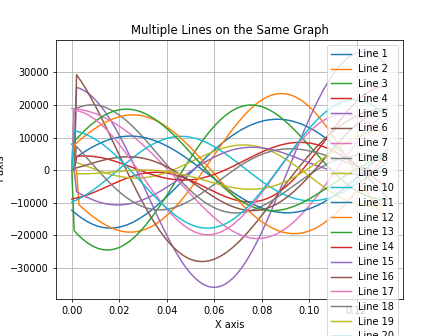 Multiple Lines on the Same Graph
30000
20000
10000
0
−10000
−20000
−30000
0.00 0.02 0.04 0.06 0.08 0.10
X axis
Line 1
Line 2
Line 3
Line 4
Line 5
Line 6
Line 7
Line 8
Line 9
Line 10
Line 11
Line 12
Line 13
Line 14
Line 15
Line 16
Line 17
Line 18
Line 19
Line 20